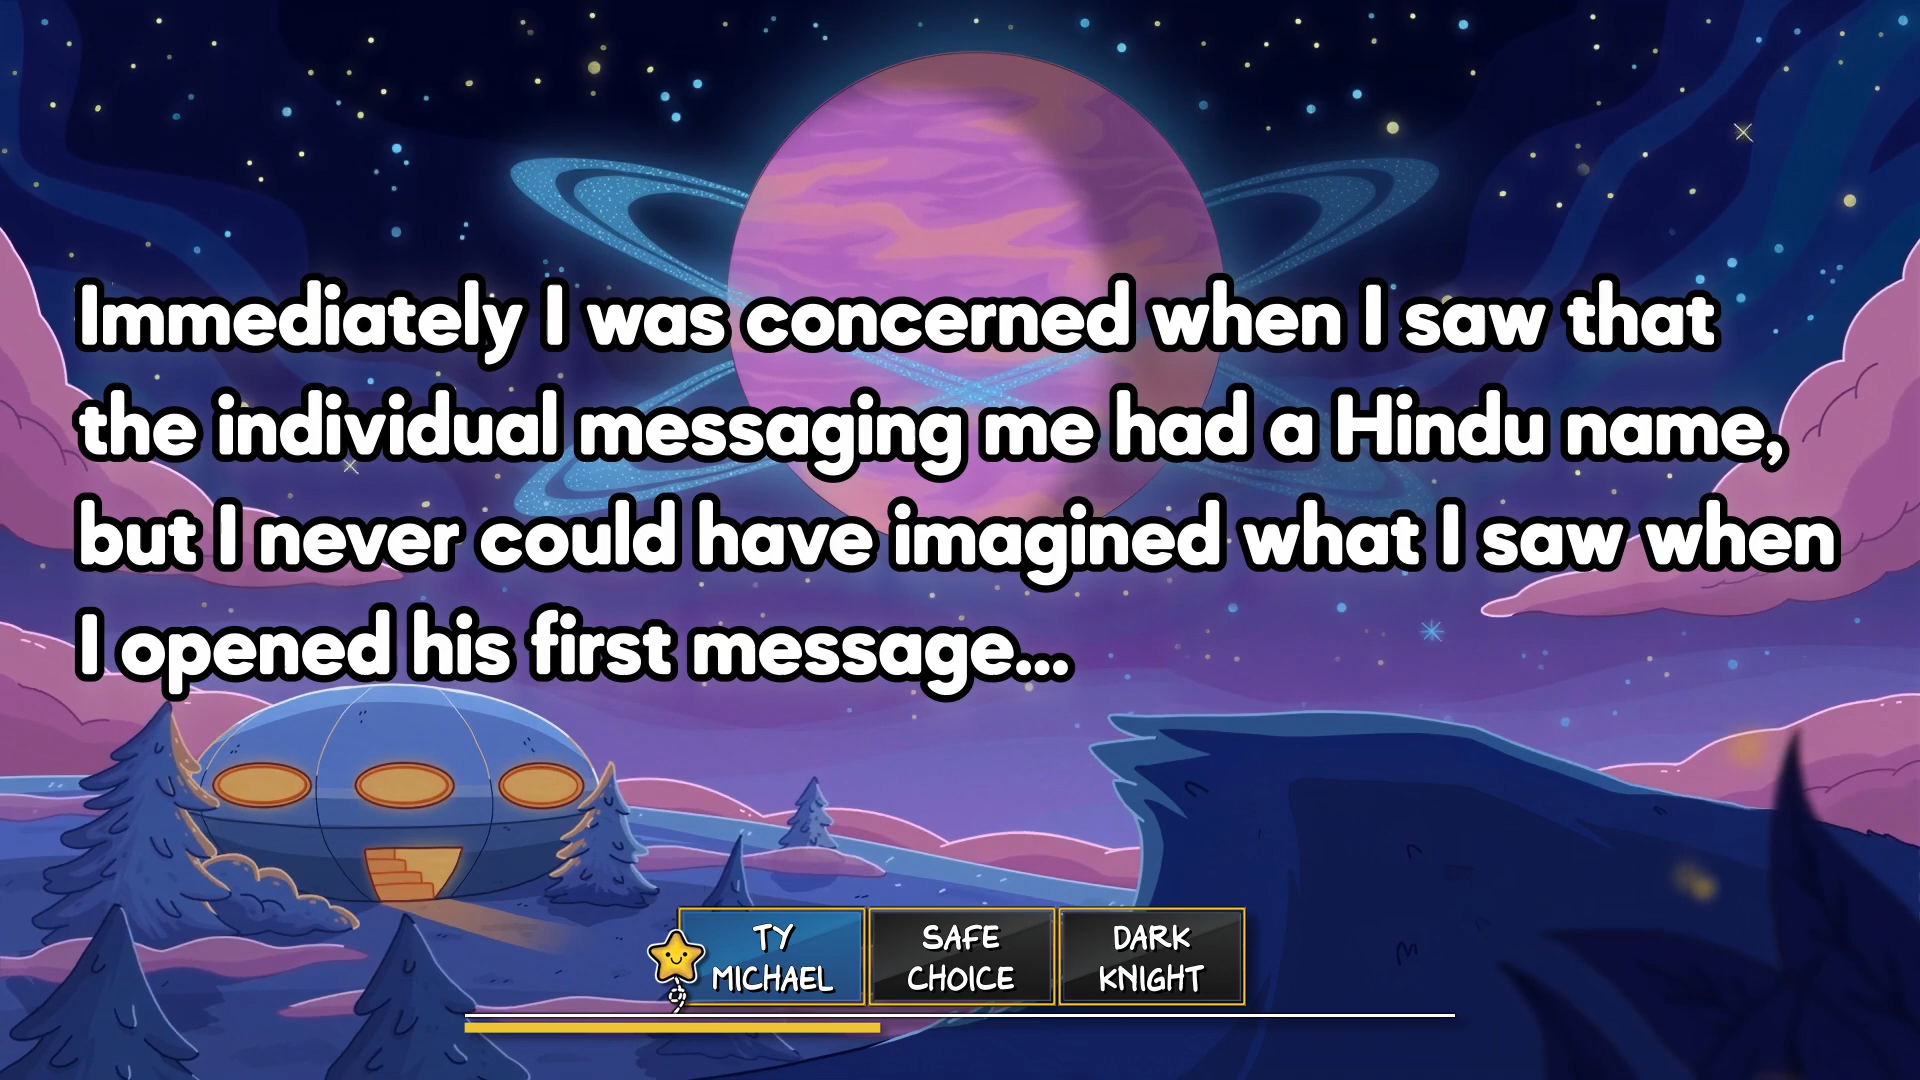 Immediately I was concerned when I saw that
the individual messaging me had a Hindu name,
but I never could have imagined what I saw when
I opened his first message...
TY
MICHAEL
SAFE
CHOICE
DARK
KNIGHT